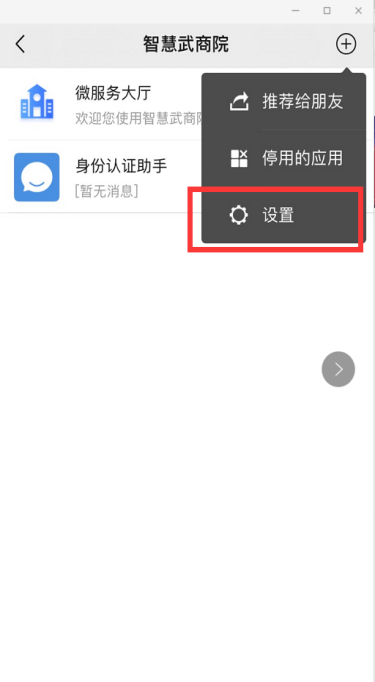 智慧武商院
微服务大厅
欢迎您使用智慧武商
身份认证助手
[暂无消息]
推荐给朋友
停用的应用
设置